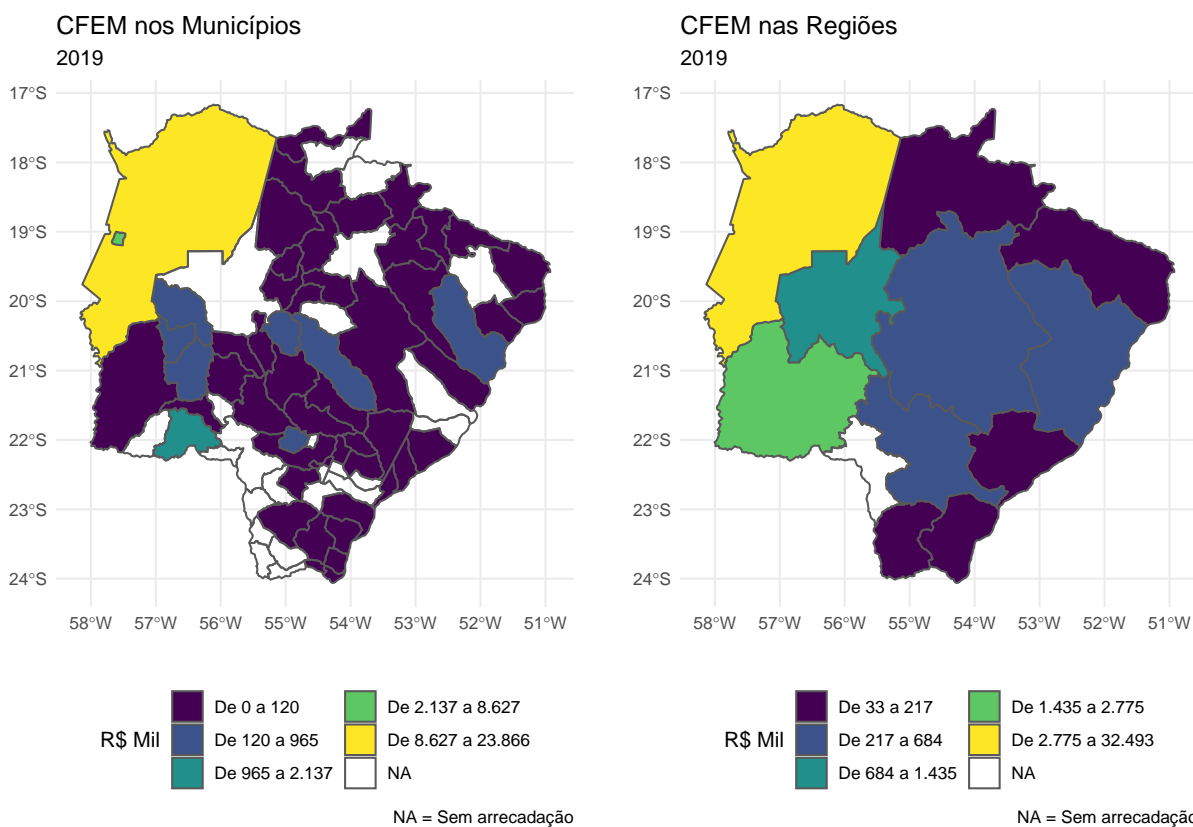 CFEM nos Municípios
2019
17°S
18°S
19°S
20°S
21°S
22°S
23°S
24°S
58°W 57°W 56°W 55°W 54°W 53°W 52°W 51°W
R$ Mil
De 0 a 120
De 120 a 965
De 965 a 2.137
De 2.137 a 8.627
De 8.627 a 23.866
NA
NA = Sem arrecadação
CFEM nas Regiões
2019
17°S
18°S
19°S
20°S
21°S
22°S
23°S
24°S
58°W 57°W 56°W 55°W 54°W 53°W 52°W 51°W
R$ Mil
De 33 a 217
De 217 a 684
De 684 a 1.435
De 1.435 a 2.775
De 2.775 a 32.493
NA
NA = Sem arrecadação